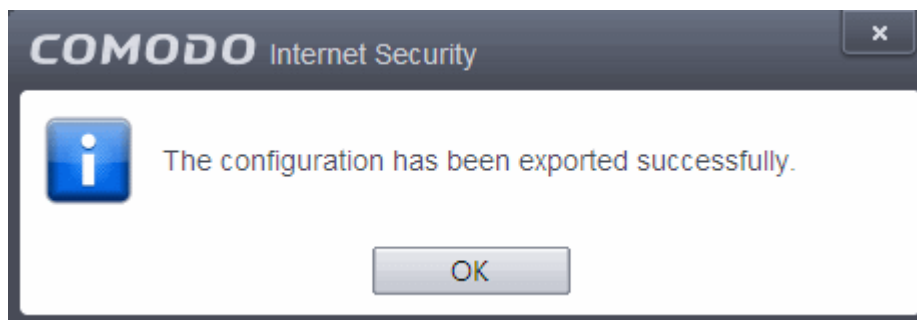 COMODO Internet Security
The configuration has been exported successfully.
OK